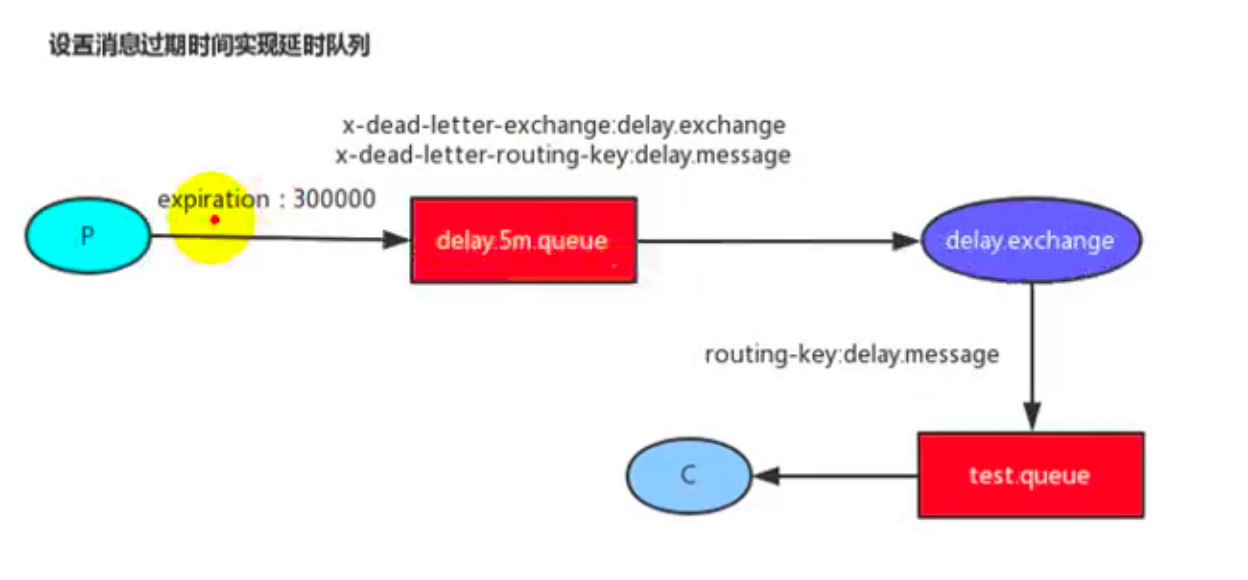 设置消息过期时间实现延时队列
x-dead-letter-exchange:delay.exchange
x-dead-letter-routing-key:delay.message
expiration：300000
P
delay.5m.queue
delay.exchange
routing-key:delay.message
C
test.queue